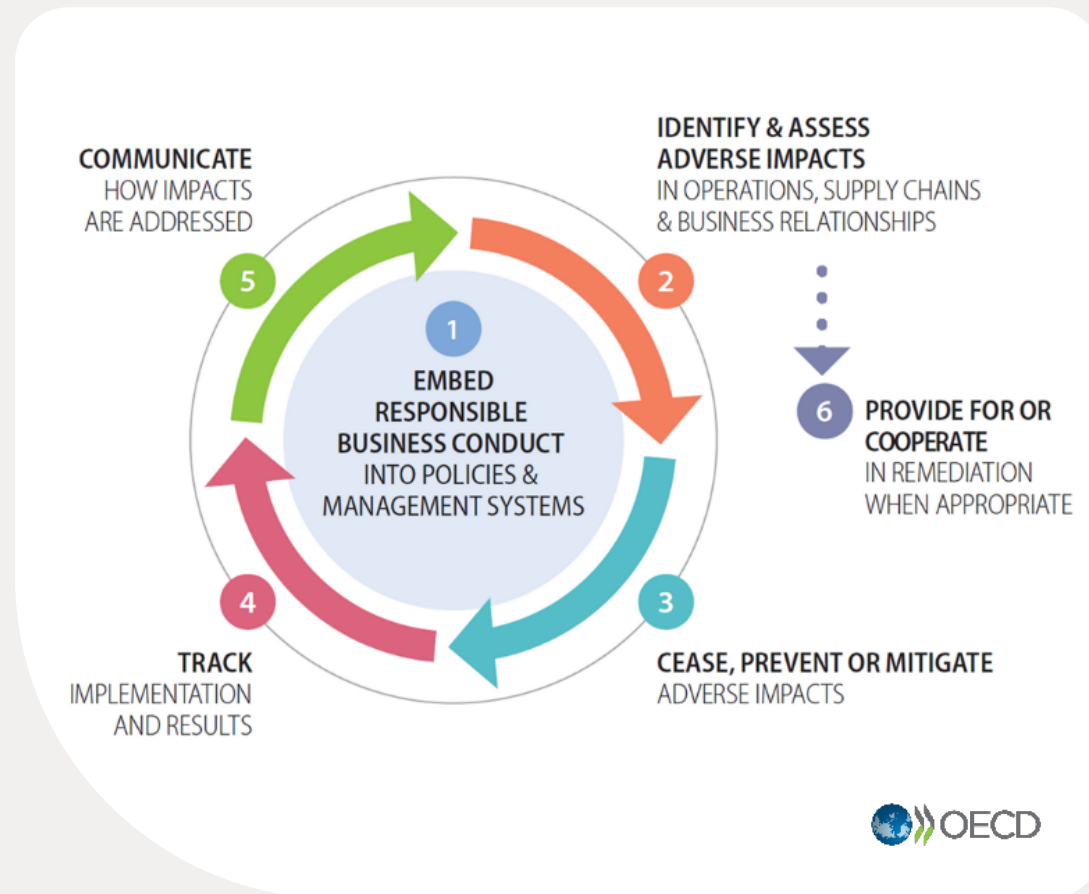 COMMUNICATE
HOW IMPACTS
ARE ADDRESSED
5
IDENTIFY & ASSESS
ADVERSE IMPACTS
IN OPERATIONS, SUPPLY CHAINS
& BUSINESS RELATIONSHIPS
2
1
EMBED
RESPONSIBLE
BUSINESS CONDUCT
INTO POLICIES &
MANAGEMENT SYSTEMS
6
PROVIDE FOR OR
COOPERATE
IN REMEDIATION
WHEN APPROPRIATE
4
TRACK
IMPLEMENTATION
AND RESULTS
3
CEASE, PREVENT OR MITIGATE
ADVERSE IMPACTS
OECD